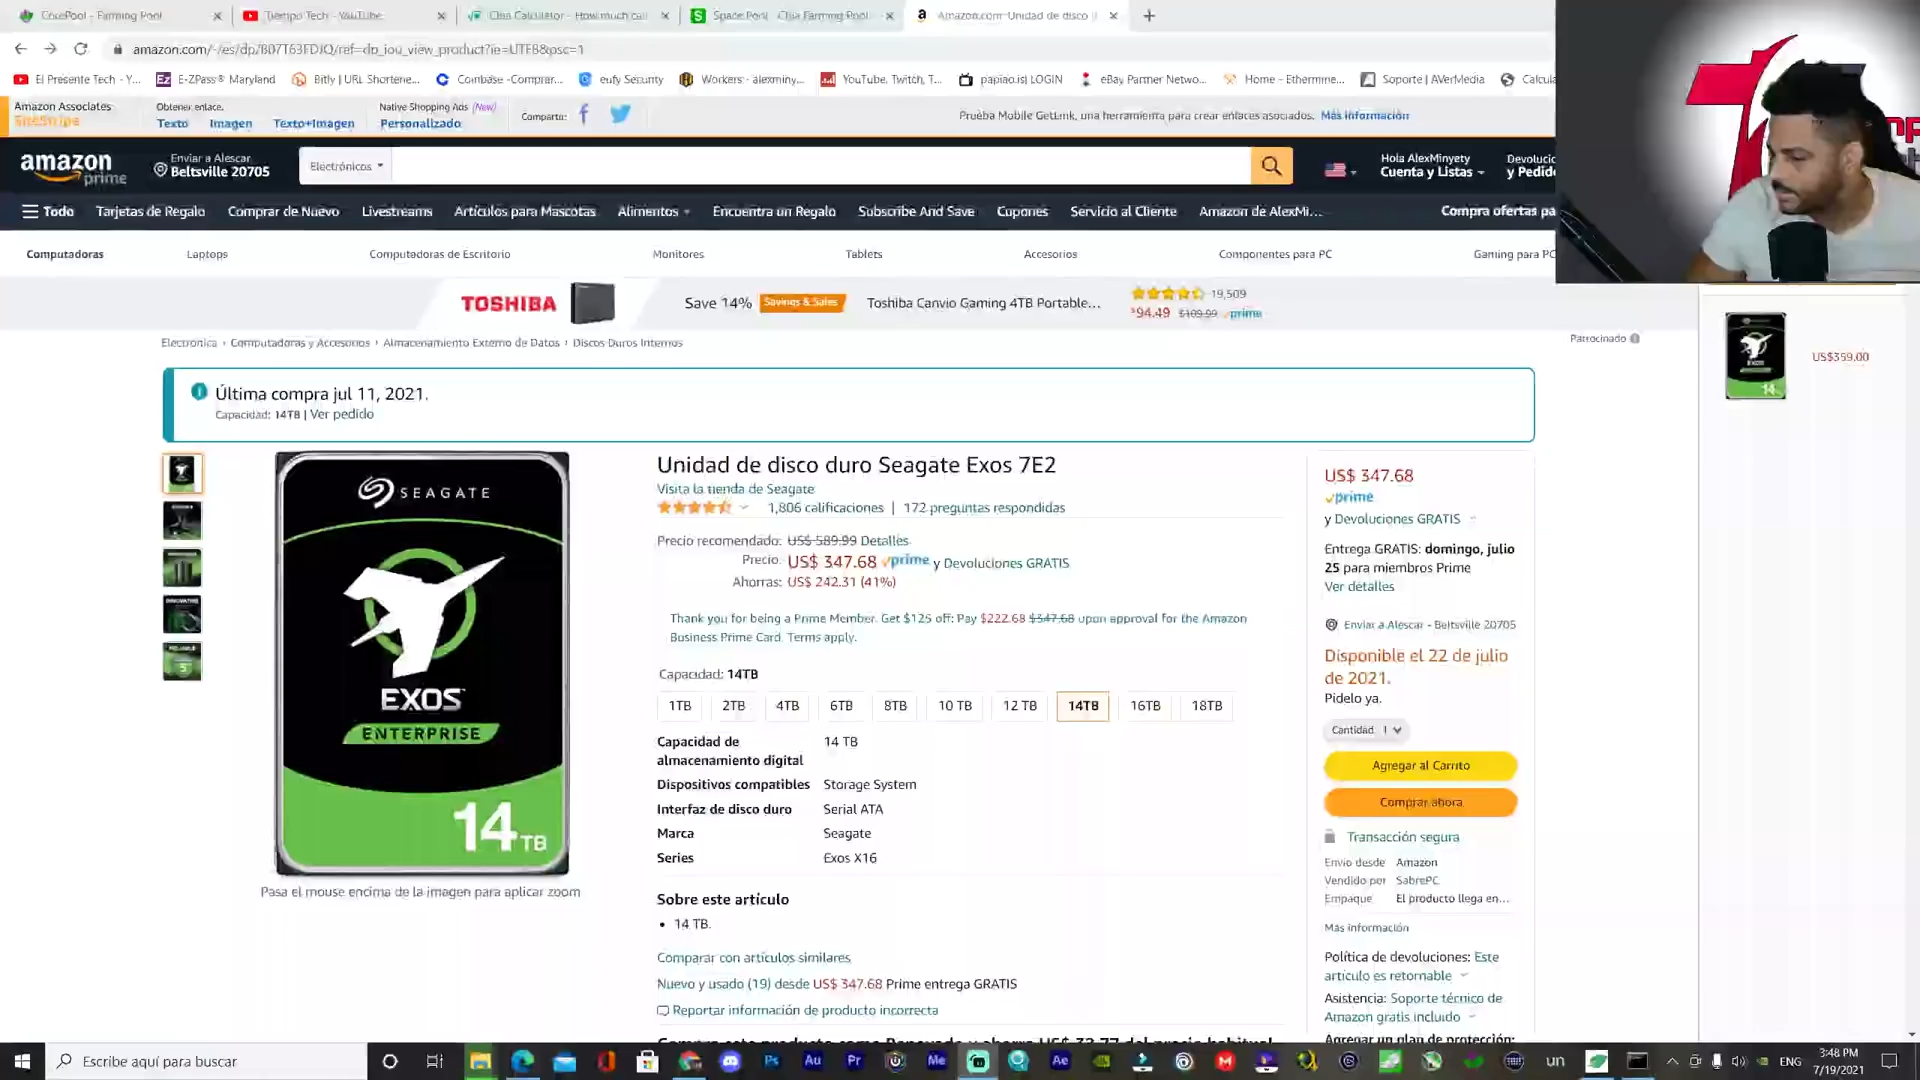 CorePool - Farming Pool
Tiempo Tech - YouTube
Chia Calculator - How much can
Space Pool Chia Farming Pool
Amazon.com: Unidad de disco
amazon.com/-/es/dp/B07T63FDJQ/ref=dp_iou_view_product?ie=UTF8&psc=1
El Presente Tech - Y...
E-ZPass® Maryland
Bitly | URL Shortene...
Coinbase -Comprar...
eufy Security
Workers - alexminy...
YouTube, Twitch, T...
papiao.is| LOGIN
eBay Partner Netwo...
Home - Ethermine...
Soporte | AVerMedia
Calcula
Amazon Associates
SiteStripe
Obtener enlace:
Texto Imagen Texto+Imagen
Native Shopping Ads (New)
Personalizado
Comparte:
Prueba Mobile GetLink, una herramienta para crear enlaces asociados. Más información
amazon
prime
Enviar a Alescar
Beltsville 20705
Electrónicos
Hola AlexMinyety
Cuenta y Listas
Devolucio
y Pedido
Todo Tarjetas de Regalo Comprar de Nuevo Livestreams Artículos para Mascotas Alimentos Encuentra un Regalo Subscribe And Save Cupones Servicio al Cliente Amazon de AlexMi... Compra ofertas pa
Computadoras Laptops Computadoras de Escritorio Monitores Tablets Accesorios Componentes para PC Gaming para PC
TOSHIBA
Save 14% Savings & Sales Toshiba Canvio Gaming 4TB Portable...
19,509
$94.49 $109.99 prime
Electrónica › Computadoras y Accesorios › Almacenamiento Externo de Datos › Discos Duros Internos
Patrocinado
US$369.00
Última compra jul 11, 2021.
Capacidad: 14TB | Ver pedido
SEAGATE
EXOS
ENTERPRISE
14TB
Pasa el mouse encima de la imagen para aplicar zoom
Unidad de disco duro Seagate Exos 7E2
Visita la tienda de Seagate
1,806 calificaciones | 172 preguntas respondidas
Precio recomendado: US$ 589.99 Detalles
Precio: US$ 347.68 prime y Devoluciones GRATIS
Ahorras: US$ 242.31 (41%)
Thank you for being a Prime Member. Get $125 off: Pay $222.68 $347.68 upon approval for the Amazon
Business Prime Card. Terms apply.
Capacidad: 14TB
1TB 2TB 4TB 6TB 8TB 10 TB 12 TB 14TB 16TB 18TB
Capacidad de almacenamiento digital 14 TB
Dispositivos compatibles Storage System
Interfaz de disco duro Serial ATA
Marca Seagate
Series Exos X16
Sobre este artículo
• 14 TB.
Comparar con artículos similares
Nuevo y usado (19) desde US$ 347.68 Prime entrega GRATIS
Reportar información de producto incorrecta
US$ 347.68
prime
y Devoluciones GRATIS
Entrega GRATIS: domingo, julio
25 para miembros Prime
Ver detalles
Enviar a Alescar - Beltsville 20705
Disponible el 22 de julio
de 2021.
Pídelo ya.
Cantidad: 1
Agregar al Carrito
Comprar ahora
Transacción segura
Envío desde Amazon
Vendido por SabrePC
Empaque El producto llega en...
Más información
Política de devoluciones: Este
artículo es retornable
Asistencia: Soporte técnico de
Amazon gratis incluido
Agregar un plan de protección:
Escribe aquí para buscar
ENG
3:48 PM
7/19/2021